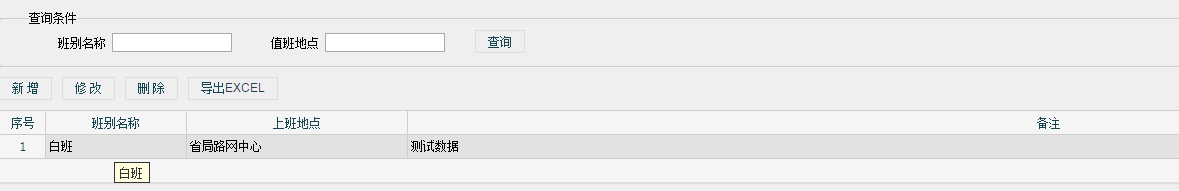 查询条件
班别名称 值班地点 查询
新增 修改 删除 导出EXCEL
序号 班别名称 上班地点 备注
1 白班 省局路网中心 测试数据
白班